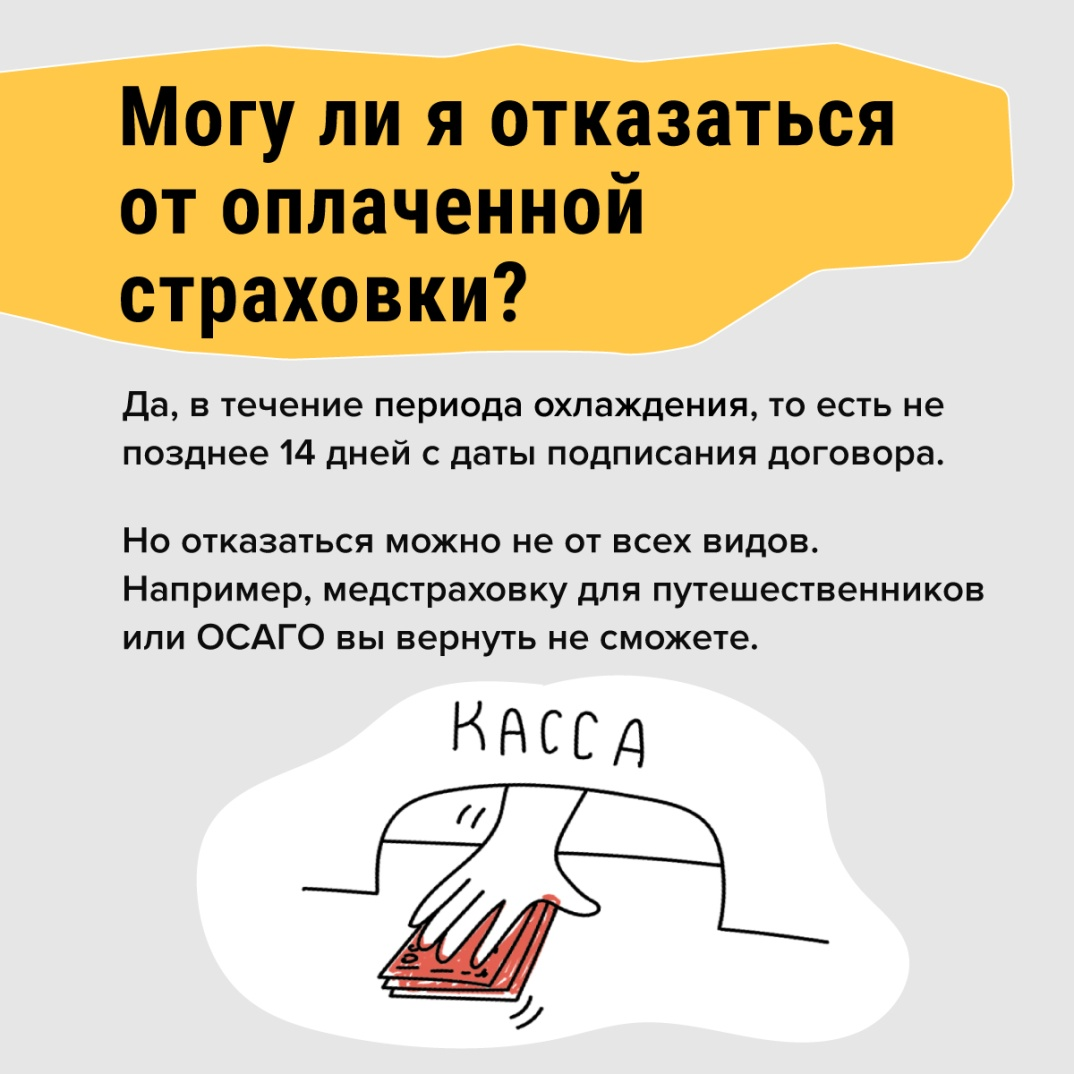 Могу ли я отказаться
от оплаченной
страховки?
Да, в течение периода охлаждения, то есть не
позднее 14 дней с даты подписания договора.
Но отказаться можно не от всех видов.
Например, медстраховку для путешественников
или ОСАГО вы вернуть не сможете.
КАССА